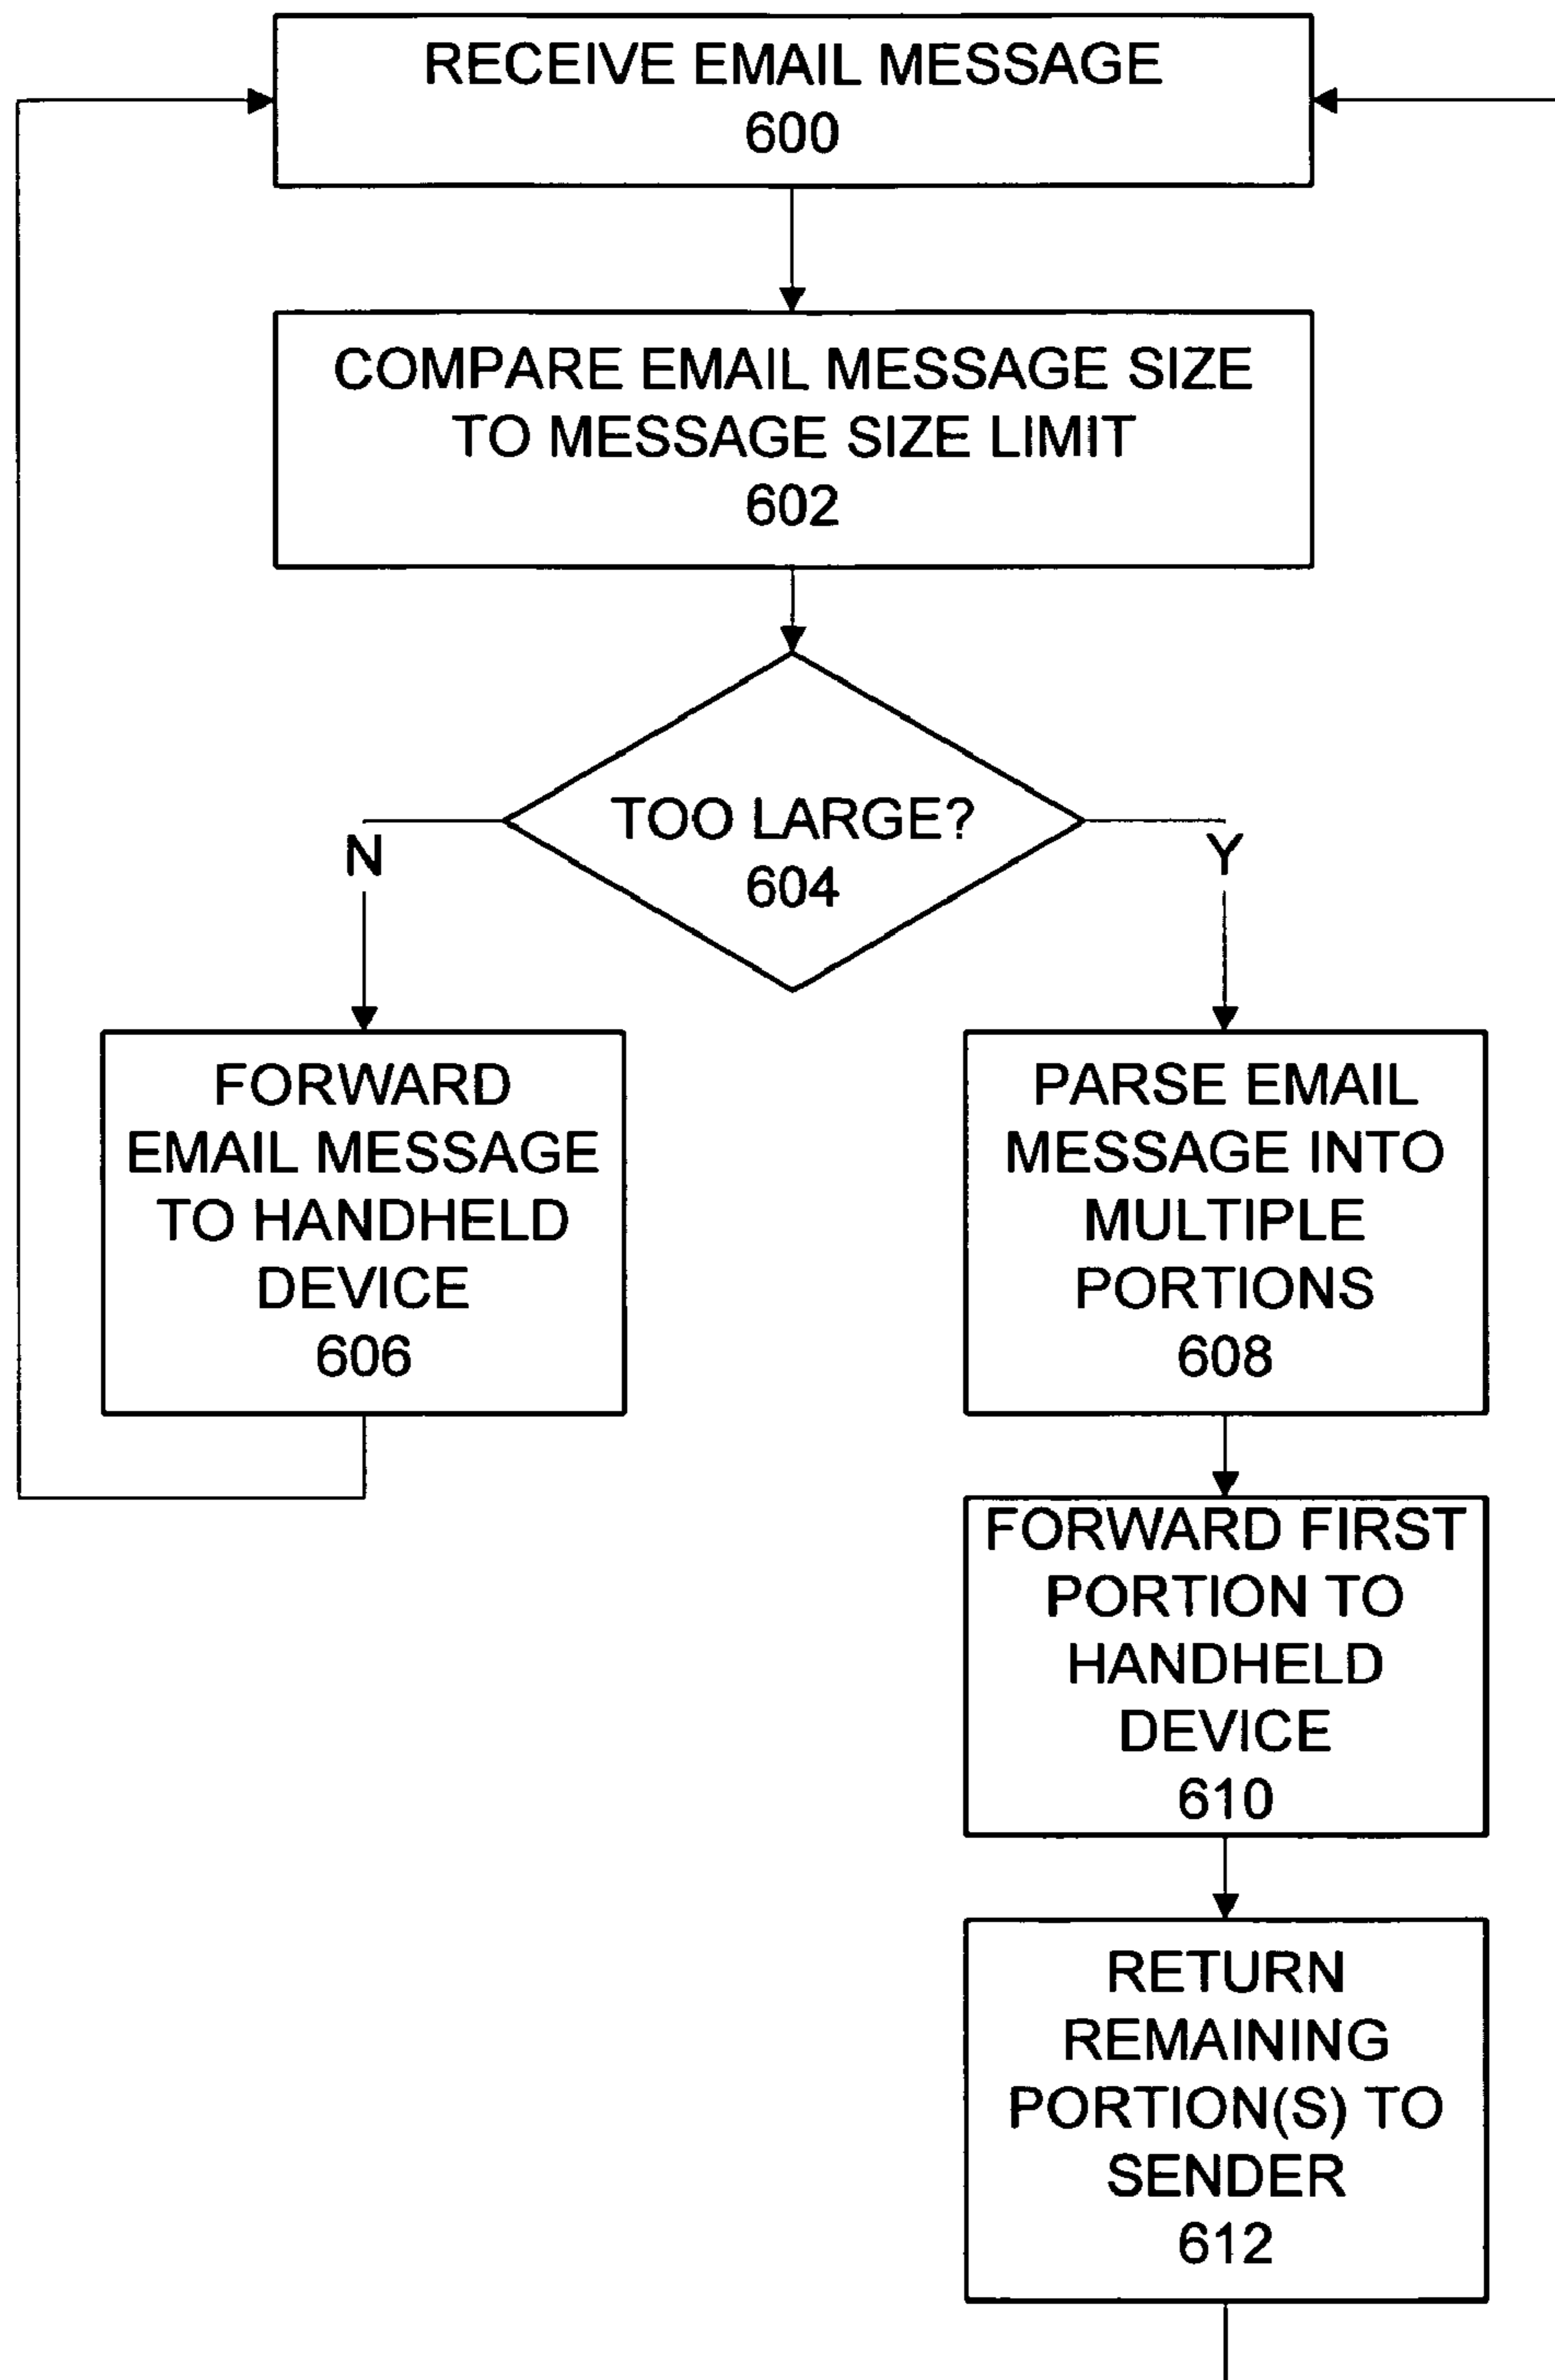 RECEIVE EMAIL MESSAGE
600
COMPARE EMAIL MESSAGE SIZE
TO MESSAGE SIZE LIMIT
602
TOO LARGE?
604
N
Y
FORWARD
EMAIL MESSAGE
TO HANDHELD
DEVICE
606
PARSE EMAIL
MESSAGE INTO
MULTIPLE
PORTIONS
608
FORWARD FIRST
PORTION TO
HANDHELD
DEVICE
610
RETURN
REMAINING
PORTION(S) TO
SENDER
612